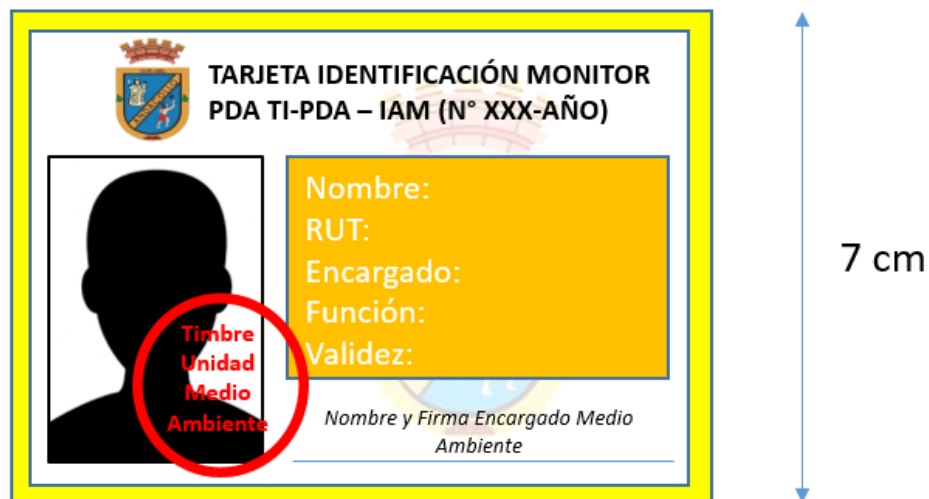 TARJETA IDENTIFICACIÓN MONITOR
PDA TI-PDA – IAM (N° XXX-AÑO)
Nombre:
RUT:
Encargado:
Función:
Validez:
Timbre
Unidad
Medio
Ambiente
Nombre y Firma Encargado Medio
Ambiente
7 cm